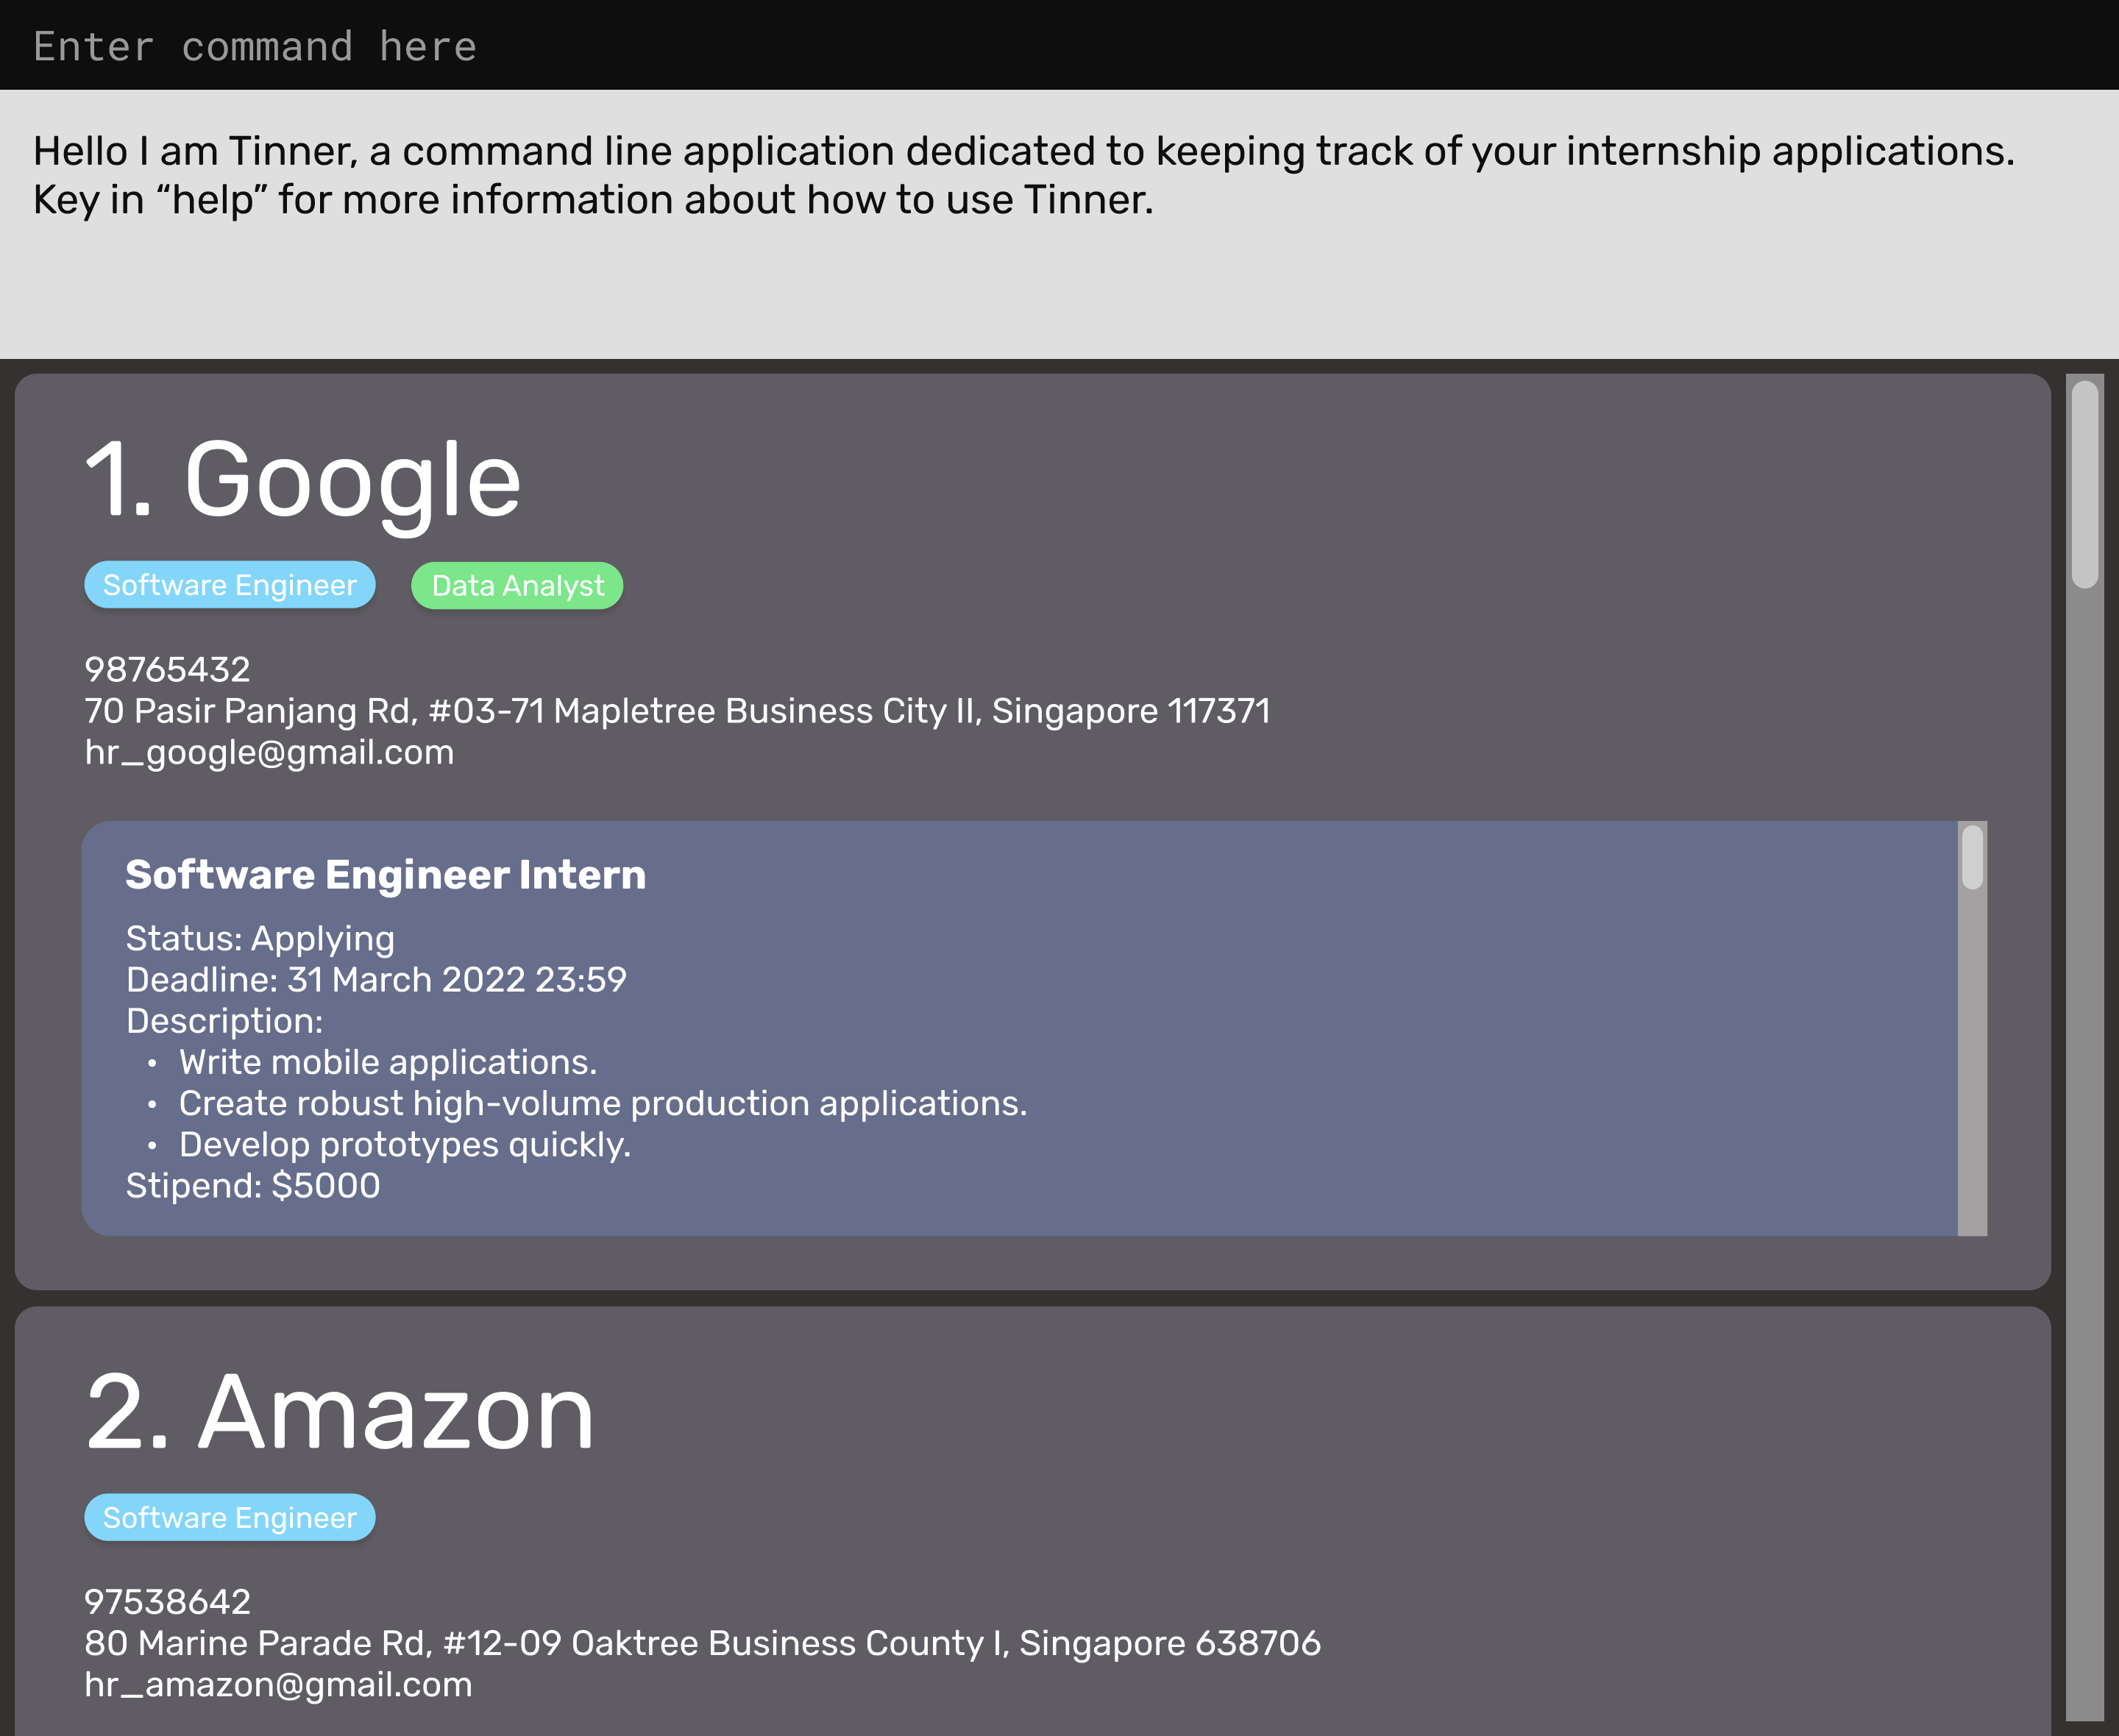 Enter command here
Hello I am Tinner, a command line application dedicated to keeping track of your internship applications.
Key in “help” for more information about how to use Tinner.
1. Google
Software Engineer Data Analyst
98765432
70 Pasir Panjang Rd, #03-71 Mapletree Business City II, Singapore 117371
hr_google@gmail.com
Software Engineer Intern
Status: Applying
Deadline: 31 March 2022 23:59
Description:
• Write mobile applications.
• Create robust high-volume production applications.
• Develop prototypes quickly.
Stipend: $5000
2. Amazon
Software Engineer
97538642
80 Marine Parade Rd, #12-09 Oaktree Business County I, Singapore 638706
hr_amazon@gmail.com